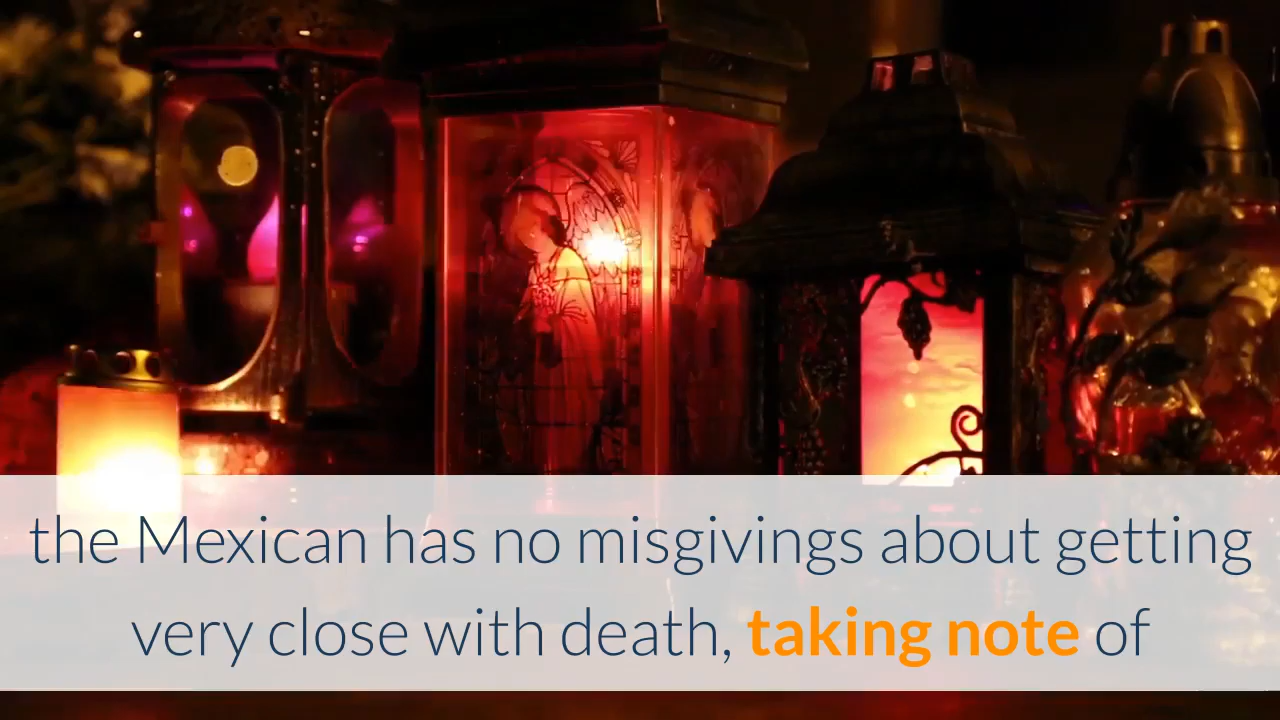 the Mexican has no misgivings about getting
very close with death, taking note of